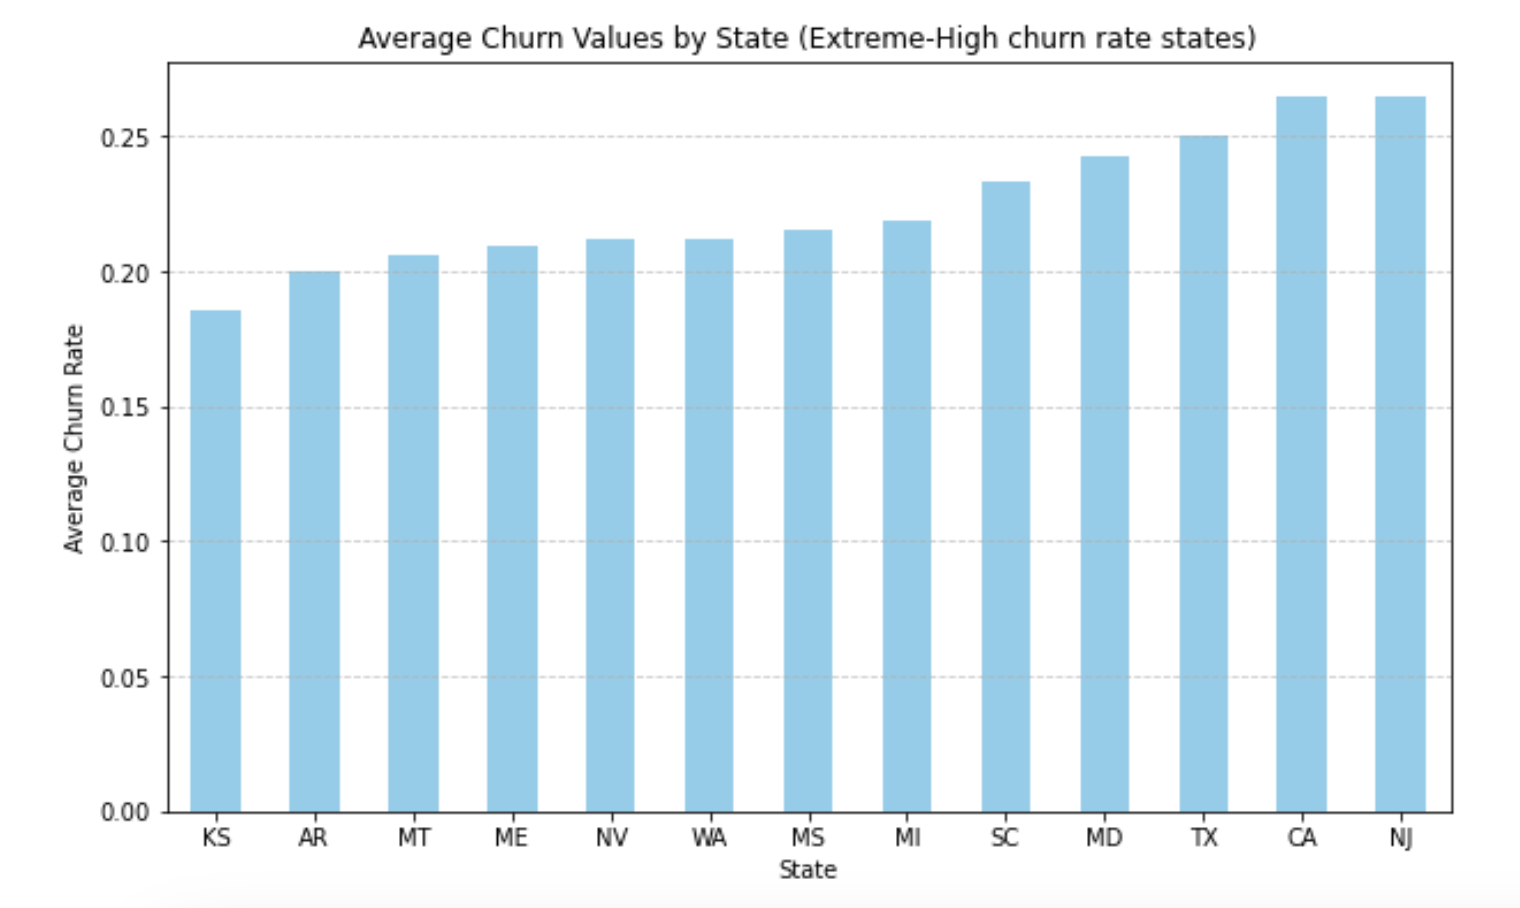 Average Churn Values by State (Extreme-High churn rate states)
Average Churn Rate
0.25
0.20
0.15
0.10
0.05
0.00
KS AR MT ME NV WA MS MI SC MD TX CA NJ
State